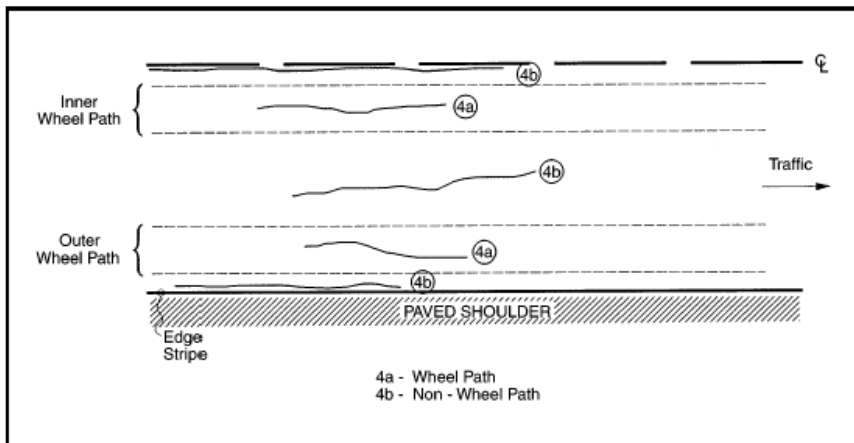 ℄
4b
Inner
Wheel Path
4a
4b
Traffic
Outer
Wheel Path
4a
4b
PAVED SHOULDER
Edge
Stripe
4a - Wheel Path
4b - Non - Wheel Path